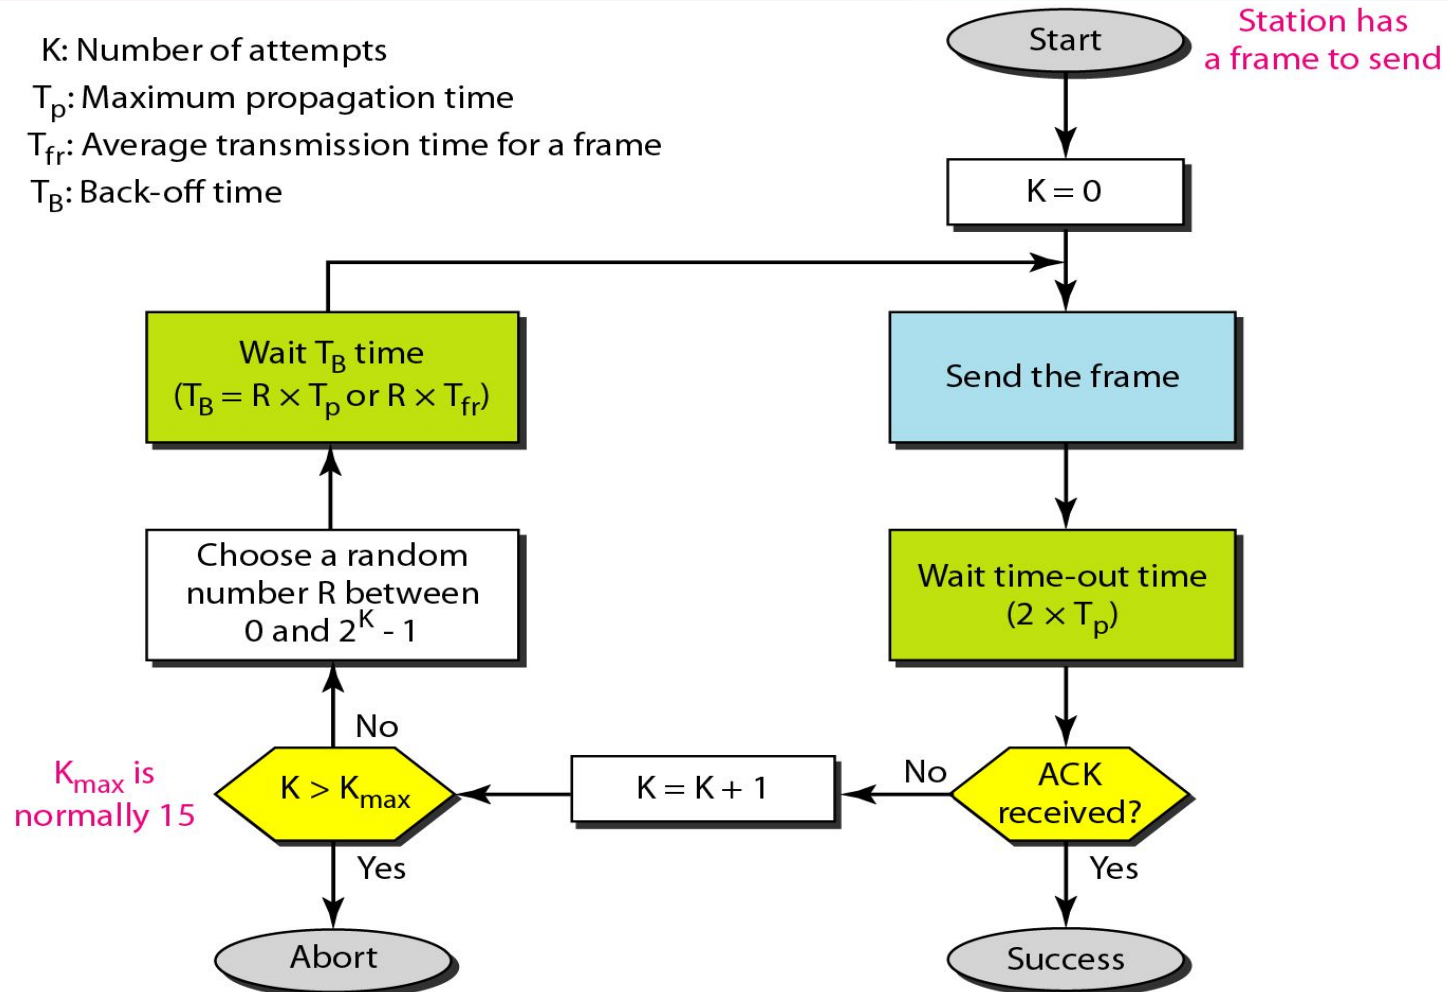 K: Number of attempts
Tp: Maximum propagation time
Tfr: Average transmission time for a frame
TB: Back-off time
Start
Station has
a frame to send
K = 0
Wait TB time
(TB = R × Tp or R × Tfr)
Send the frame
Choose a random
number R between
0 and 2^K - 1
Wait time-out time
(2 × Tp)
No
Kmax is
normally 15
K > Kmax
K = K + 1
No
ACK
received?
Yes
Yes
Abort
Success